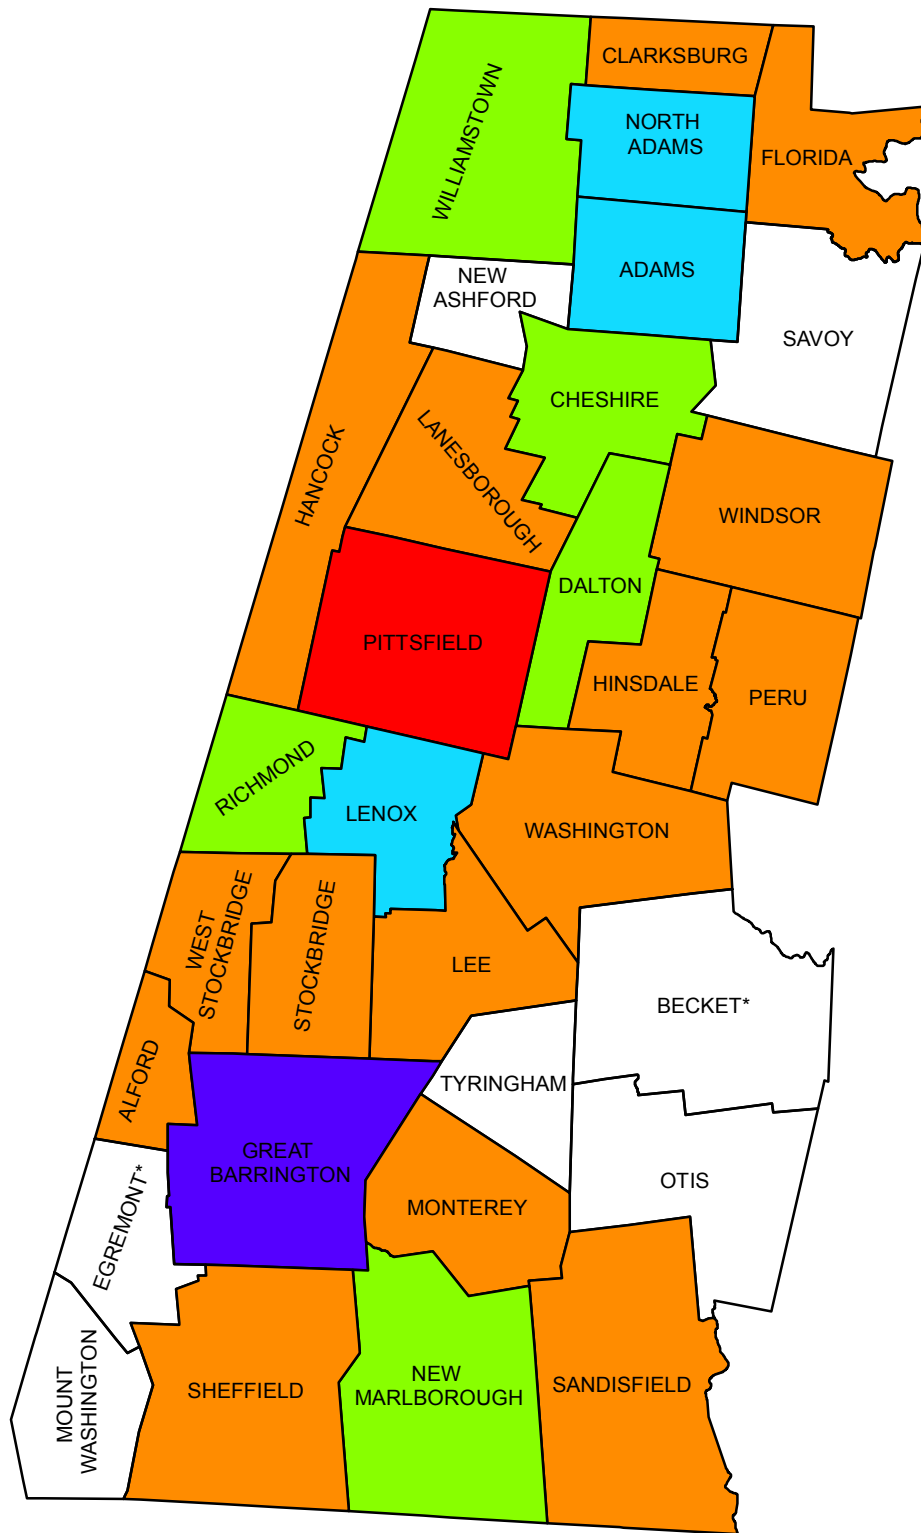 CLARKSBURG
WILLIAMSTOWN
NORTH
ADAMS
FLORIDA
ADAMS
NEW
ASHFORD
SAVOY
CHESHIRE
HANCOCK
LANESBOROUGH
WINDSOR
DALTON
PITTSFIELD
HINSDALE
PERU
RICHMOND
LENOX
WASHINGTON
WEST
STOCKBRIDGE
STOCKBRIDGE
LEE
BECKET*
ALFORD
TYRINGHAM
GREAT
BARRINGTON
OTIS
EGREMONT*
MONTEREY
MOUNT
WASHINGTON
SHEFFIELD
NEW
MARLBOROUGH
SANDISFIELD